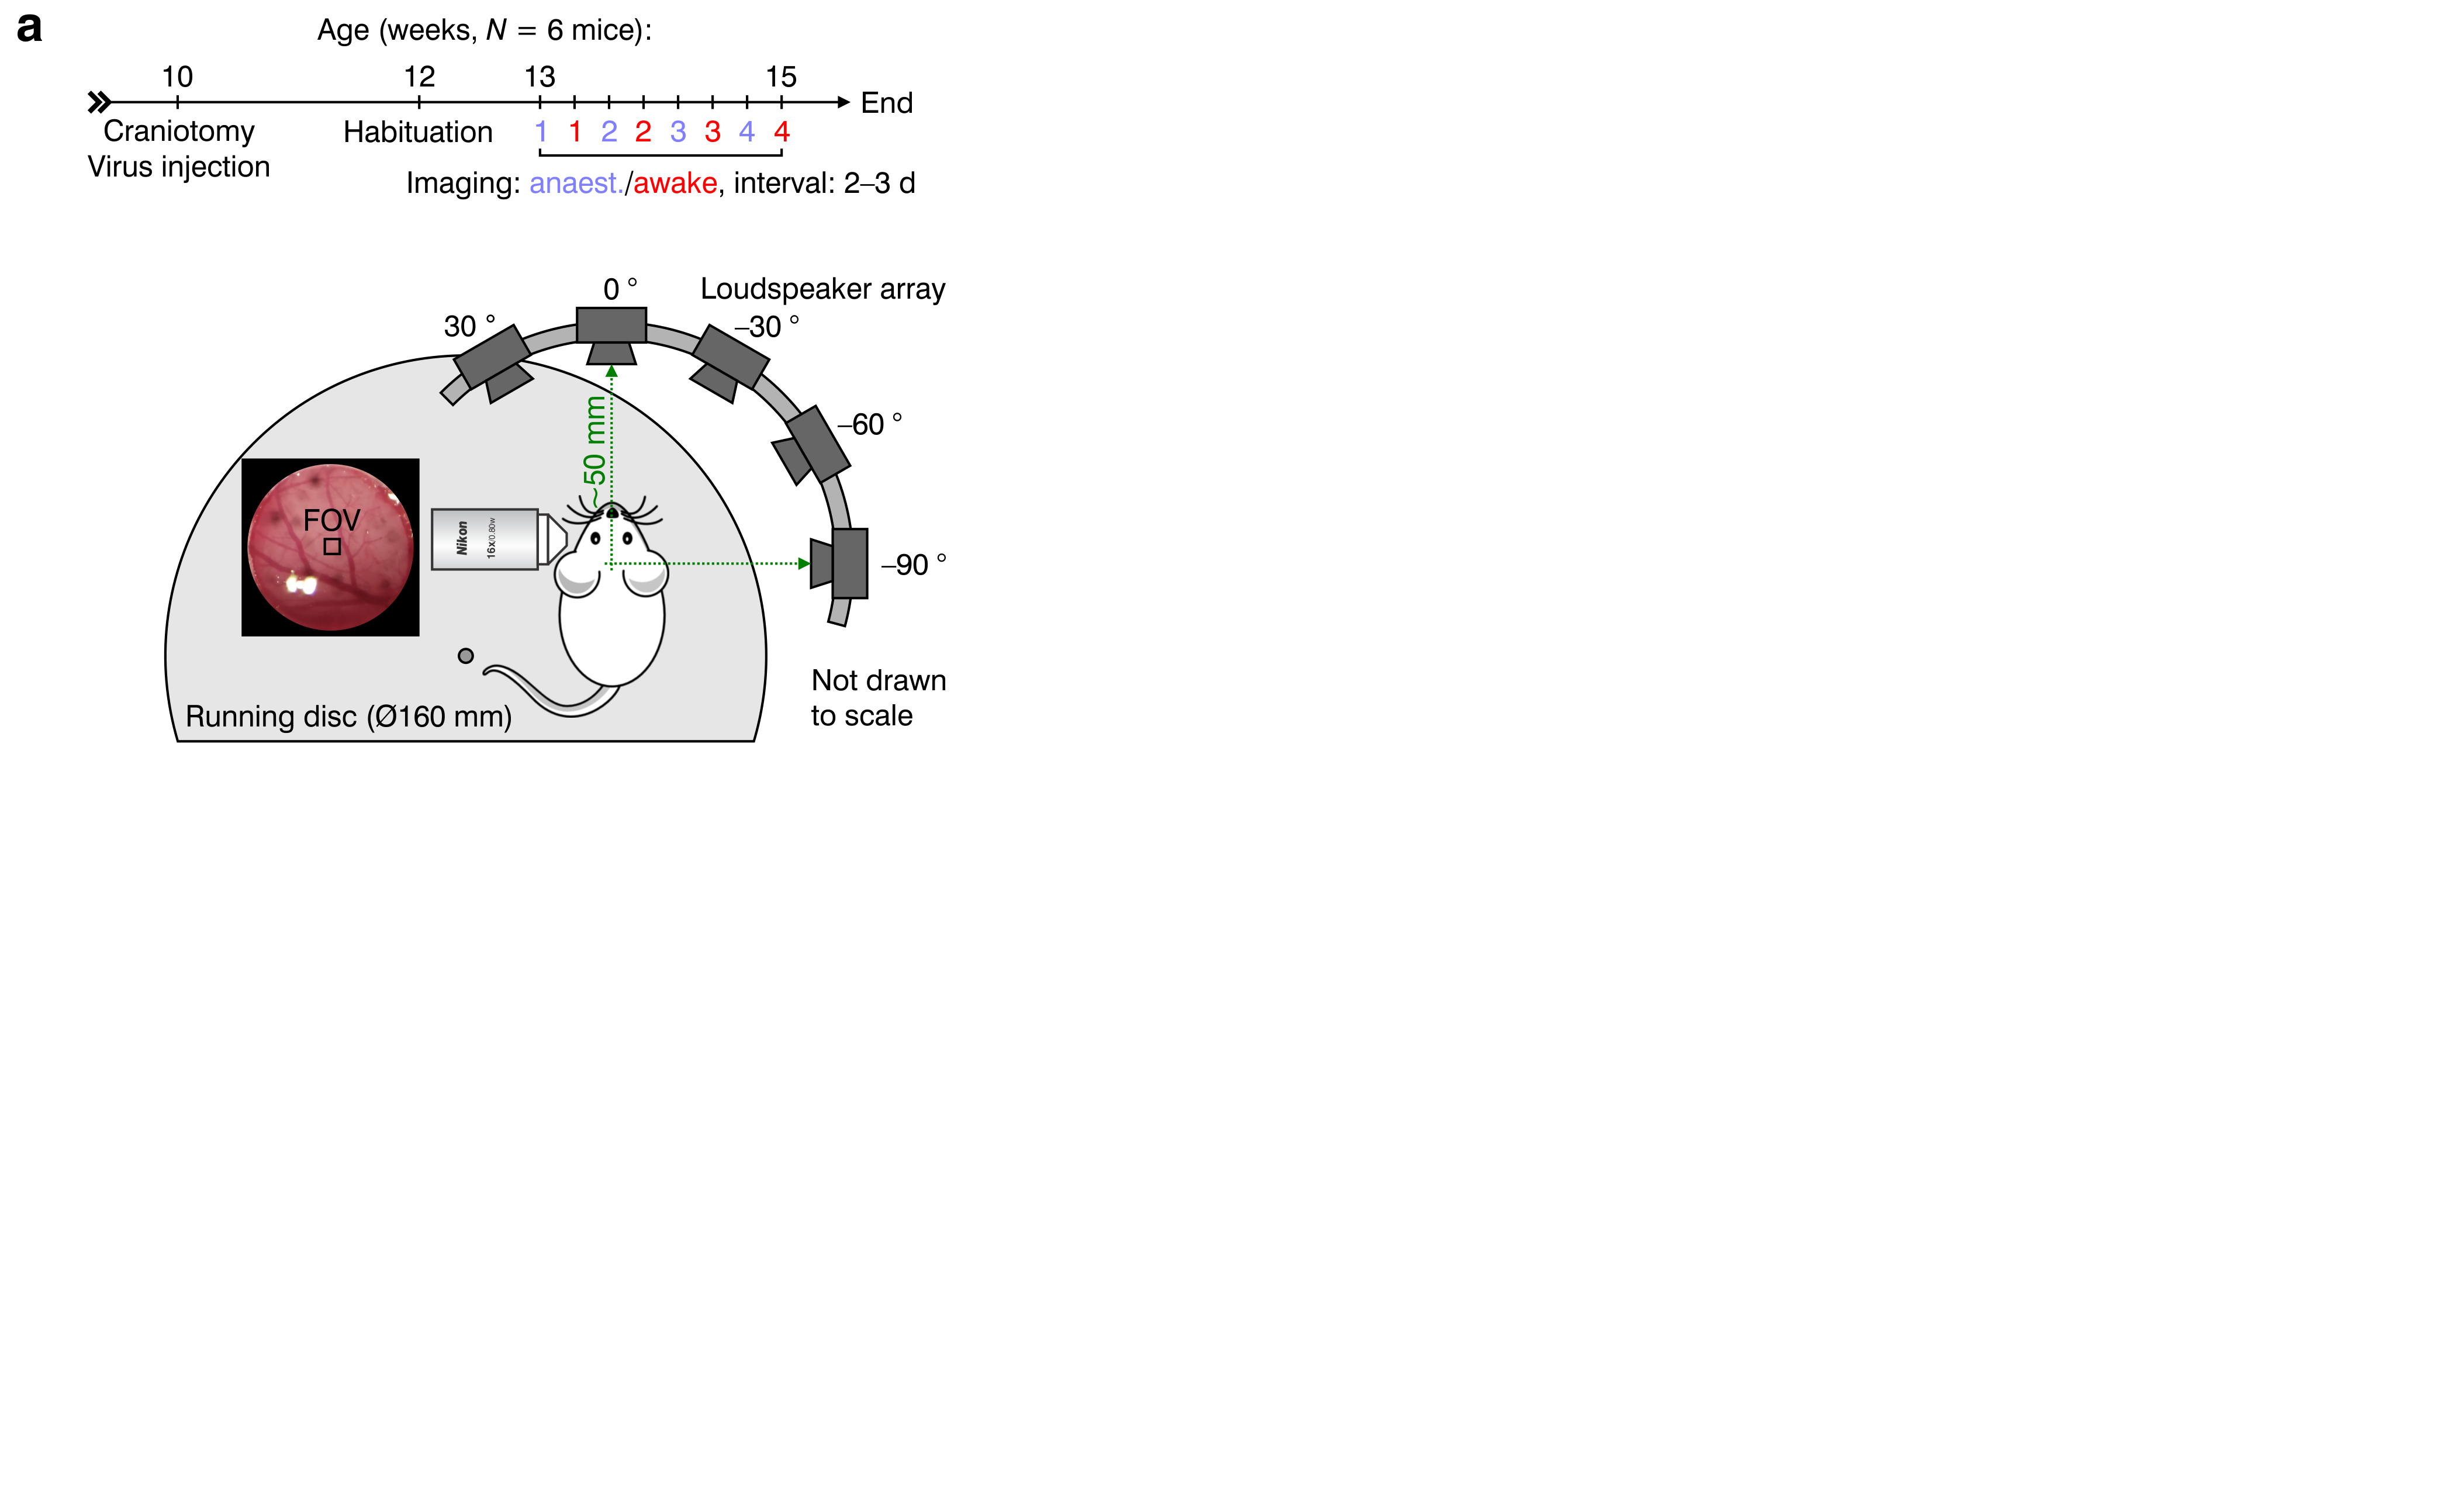 a
Age (weeks, N = 6 mice):
10 12 13 15
End
Craniotomy
Virus injection
Habituation
1 1 2 2 3 3 4 4
Imaging: anaest./awake, interval: 2–3 d
Loudspeaker array
30 °
0 °
–30 °
–60 °
–90 °
~50 mm
FOV
Nikon
16x/0.80w
Not drawn
to scale
Running disc (Ø160 mm)